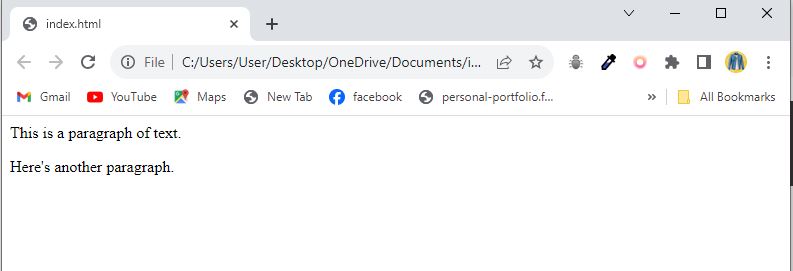 index.html
File
C:/Users/User/Desktop/OneDrive/Documents/i...
Gmail
YouTube
Maps
New Tab
facebook
personal-portfolio.f...
»
All Bookmarks
This is a paragraph of text.
Here's another paragraph.